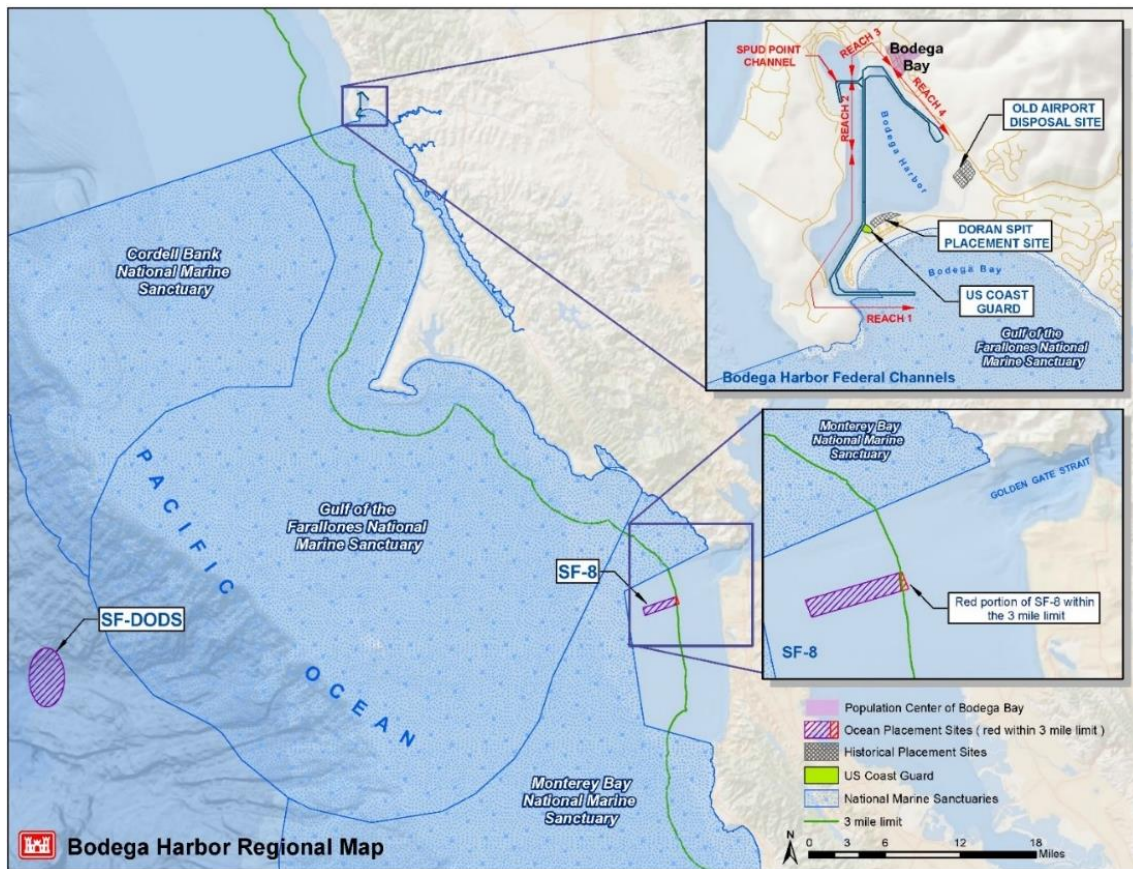 SPUD POINT
CHANNEL
REACH 3
Bodega
Bay
REACH 4
REACH 2
OLD AIRPORT
DISPOSAL SITE
Bodega Harbor
DORAN SPIT
PLACEMENT SITE
Bodega Bay
US COAST
GUARD
REACH 1
Gulf of the
Farallones National
Marine Sanctuary
Bodega Harbor Federal Channels
Cordell Bank
National Marine
Sanctuary
PACIFIC
OCEAN
Gulf of the
Farallones National
Marine Sanctuary
SF-8
SF-DODS
Monterey Bay
National Marine
Sanctuary
Monterey Bay
National Marine
Sanctuary
GOLDEN GATE STRAIT
Red portion of SF-8 within
the 3 mile limit
SF-8
Population Center of Bodega Bay
Ocean Placement Sites ( red within 3 mile limit )
Historical Placement Sites
US Coast Guard
National Marine Sanctuaries
3 mile limit
N
0 3 6 12 18
Miles
Bodega Harbor Regional Map